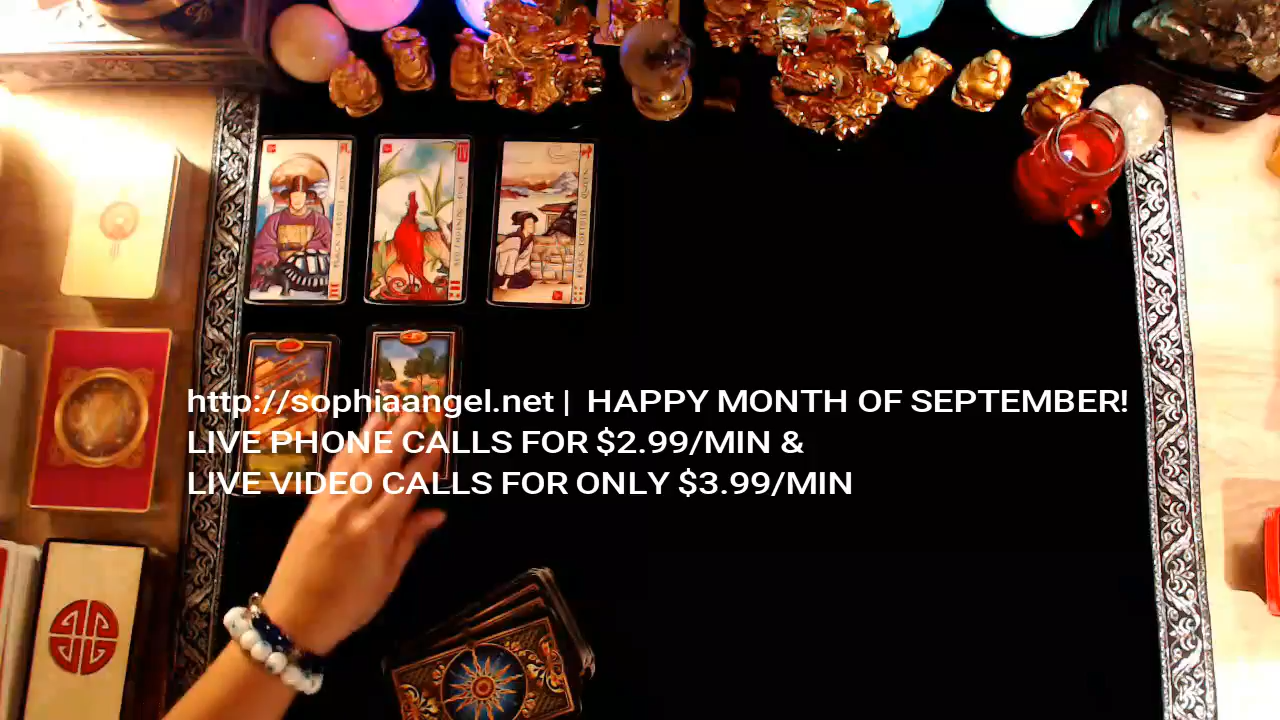 http://sophiaangel.net | HAPPY MONTH OF SEPTEMBER!
LIVE PHONE CALLS FOR $2.99/MIN &
LIVE VIDEO CALLS FOR ONLY $3.99/MIN